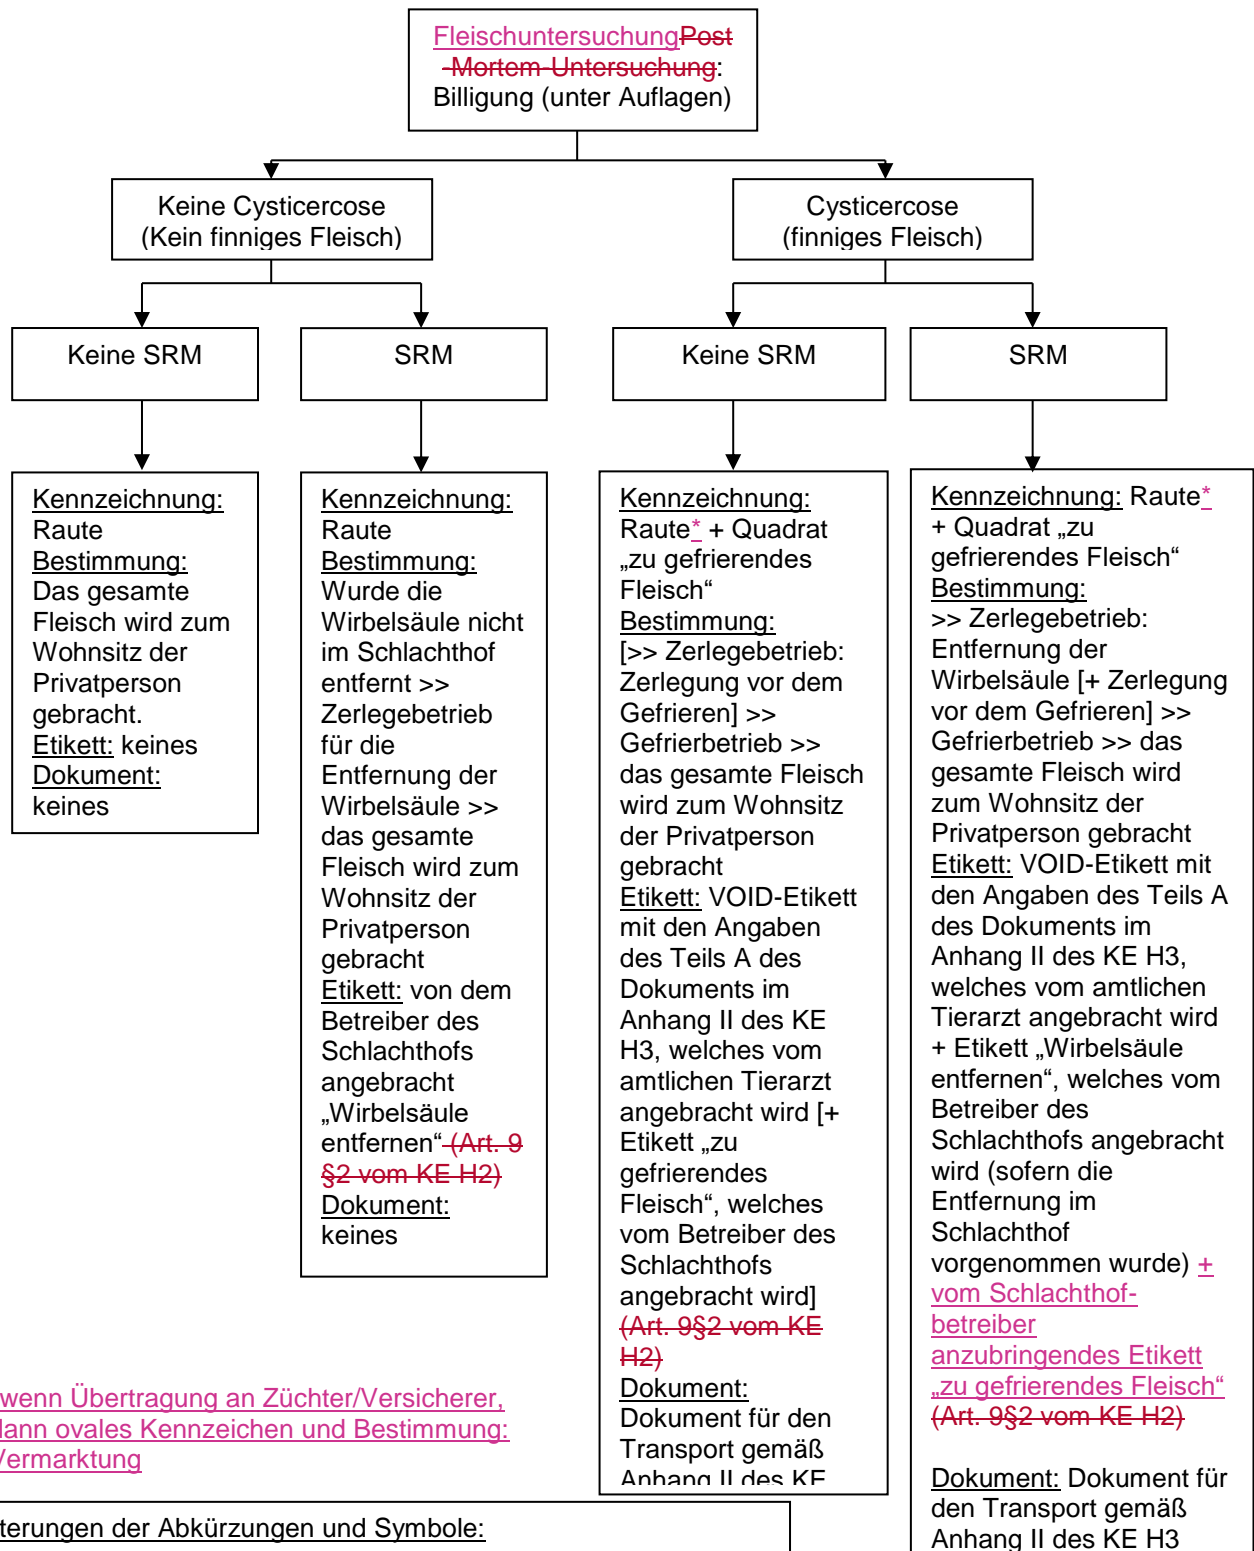 FleischuntersuchungPost
-Mortem-Untersuchung:
Billigung (unter Auflagen)
Keine Cysticercose
(Kein finniges Fleisch)
Cysticercose
(finniges Fleisch)
Keine SRM
SRM
Keine SRM
SRM
Kennzeichnung:
Raute
Bestimmung:
Das gesamte
Fleisch wird zum
Wohnsitz der
Privatperson
gebracht.
Etikett: keines
Dokument:
keines
Kennzeichnung:
Raute
Bestimmung:
Wurde die
Wirbelsäule nicht
im Schlachthof
entfernt >>
Zerlegebetrieb
für die
Entfernung der
Wirbelsäule >>
das gesamte
Fleisch wird zum
Wohnsitz der
Privatperson
gebracht
Etikett: von dem
Betreiber des
Schlachthofs
angebracht
„Wirbelsäule
entfernen“ (Art. 9
§2 vom KE H2)
Dokument:
keines
Kennzeichnung:
Raute* + Quadrat
„zu gefrierendes
Fleisch“
Bestimmung:
[>> Zerlegebetrieb:
Zerlegung vor dem
Gefrieren] >>
Gefrierbetrieb >>
das gesamte Fleisch
wird zum Wohnsitz
der Privatperson
gebracht
Etikett: VOID-Etikett
mit den Angaben
des Teils A des
Dokuments im
Anhang II des KE
H3, welches vom
amtlichen Tierarzt
angebracht wird [+
Etikett „zu
gefrierendes
Fleisch“, welches
vom Betreiber des
Schlachthofs
angebracht wird]
(Art. 9§2 vom KE
H2)
Dokument:
Dokument für den
Transport gemäß
Anhang II des KE
Kennzeichnung: Raute*
+ Quadrat „zu
gefrierendes Fleisch“
Bestimmung:
>> Zerlegebetrieb:
Entfernung der
Wirbelsäule [+ Zerlegung
vor dem Gefrieren] >>
Gefrierbetrieb >> das
gesamte Fleisch wird
zum Wohnsitz der
Privatperson gebracht
Etikett: VOID-Etikett mit
den Angaben des Teils A
des Dokuments im
Anhang II des KE H3,
welches vom amtlichen
Tierarzt angebracht wird
+ Etikett „Wirbelsäule
entfernen“, welches vom
Betreiber des
Schlachthofs angebracht
wird (sofern die
Entfernung im
Schlachthof
vorgenommen wurde) +
vom Schlachthof-
betreiber
anzubringendes Etikett
„zu gefrierendes Fleisch“
(Art. 9§2 vom KE H2)
Dokument: Dokument für
den Transport gemäß
Anhang II des KE H3
wenn Übertragung an Züchter/Versicherer,
dann ovales Kennzeichen und Bestimmung:
Vermarktung
terungen der Abkürzungen und Symbole: